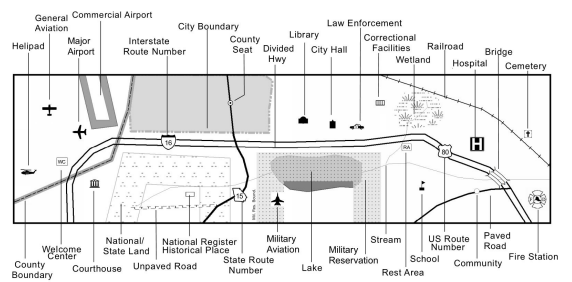 General
Aviation
Commercial Airport
Helipad
Major
Airport
Interstate
Route Number
City Boundary
County
Seat
Divided
Hwy
Library
City Hall
Law Enforcement
Correctional
Facilities
Wetland
Railroad
Hospital
Bridge
Cemetery
16
WC
RA
80
H
15
County
Boundary
Welcome
Center
Courthouse
National/
State Land
Unpaved Road
National Register
Historical Place
State Route
Number
Military
Aviation
Lake
Military
Reservation
Stream
Rest Area
School
US Route
Number
Community
Paved
Road
Fire Station